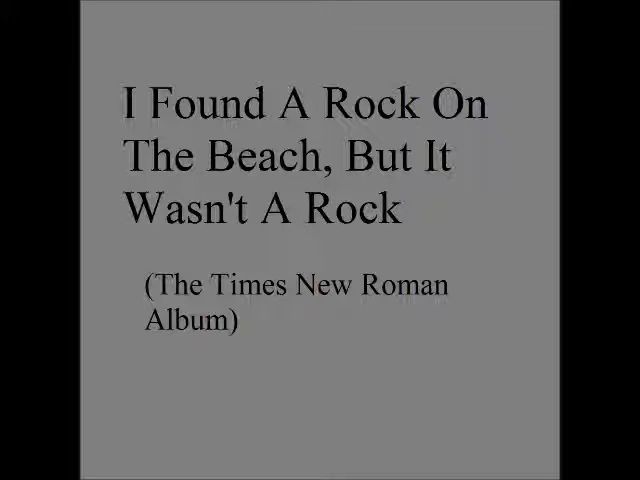 I Found A Rock On
The Beach, But It
Wasn't A Rock
(The Times New Roman
Album)